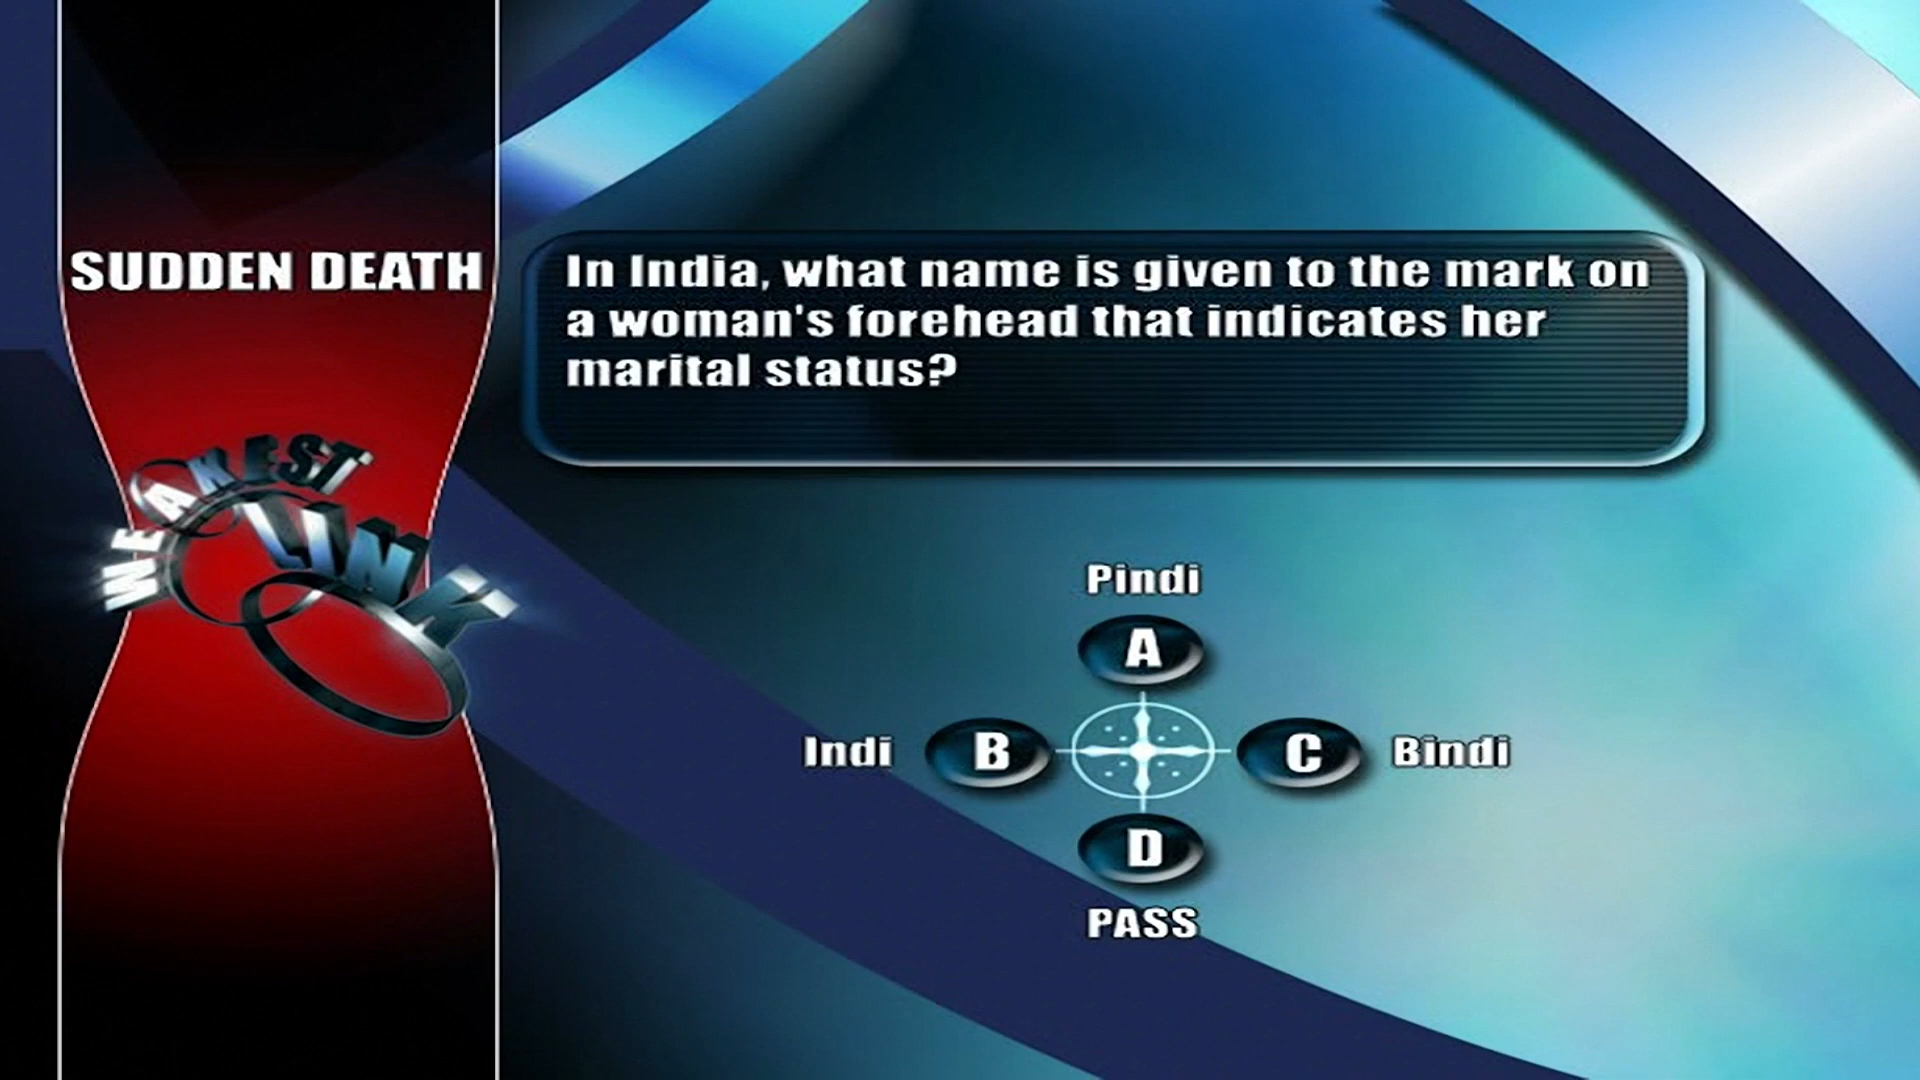 SUDDEN DEATH
WEAKEST
LINK
In India, what name is given to the mark on
a woman's forehead that indicates her
marital status?
Pindi
A
Indi B C Bindi
D
PASS